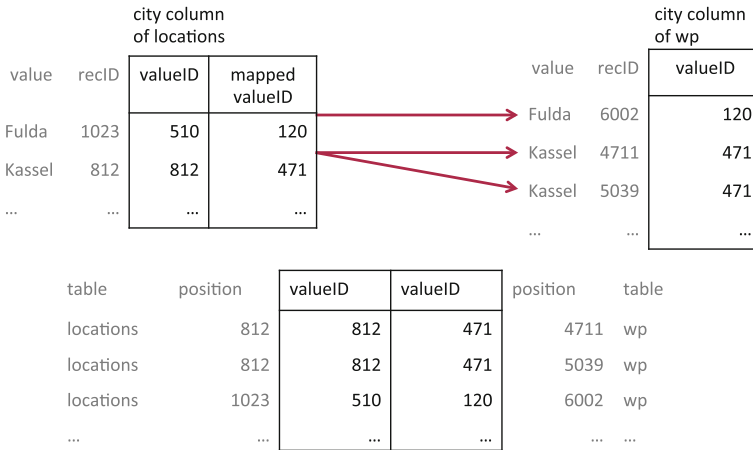 city column
of locations
value recID valueID mapped
valueID
Fulda 1023 510 120
Kassel 812 812 471
... ... ... ...
city column
of wp
value recID valueID
Fulda 6002 120
Kassel 4711 471
Kassel 5039 471
... ... ...
table position valueID valueID position table
locations 812 812 471 4711 wp
locations 812 812 471 5039 wp
locations 1023 510 120 6002 wp
... ... ... ... ... ...